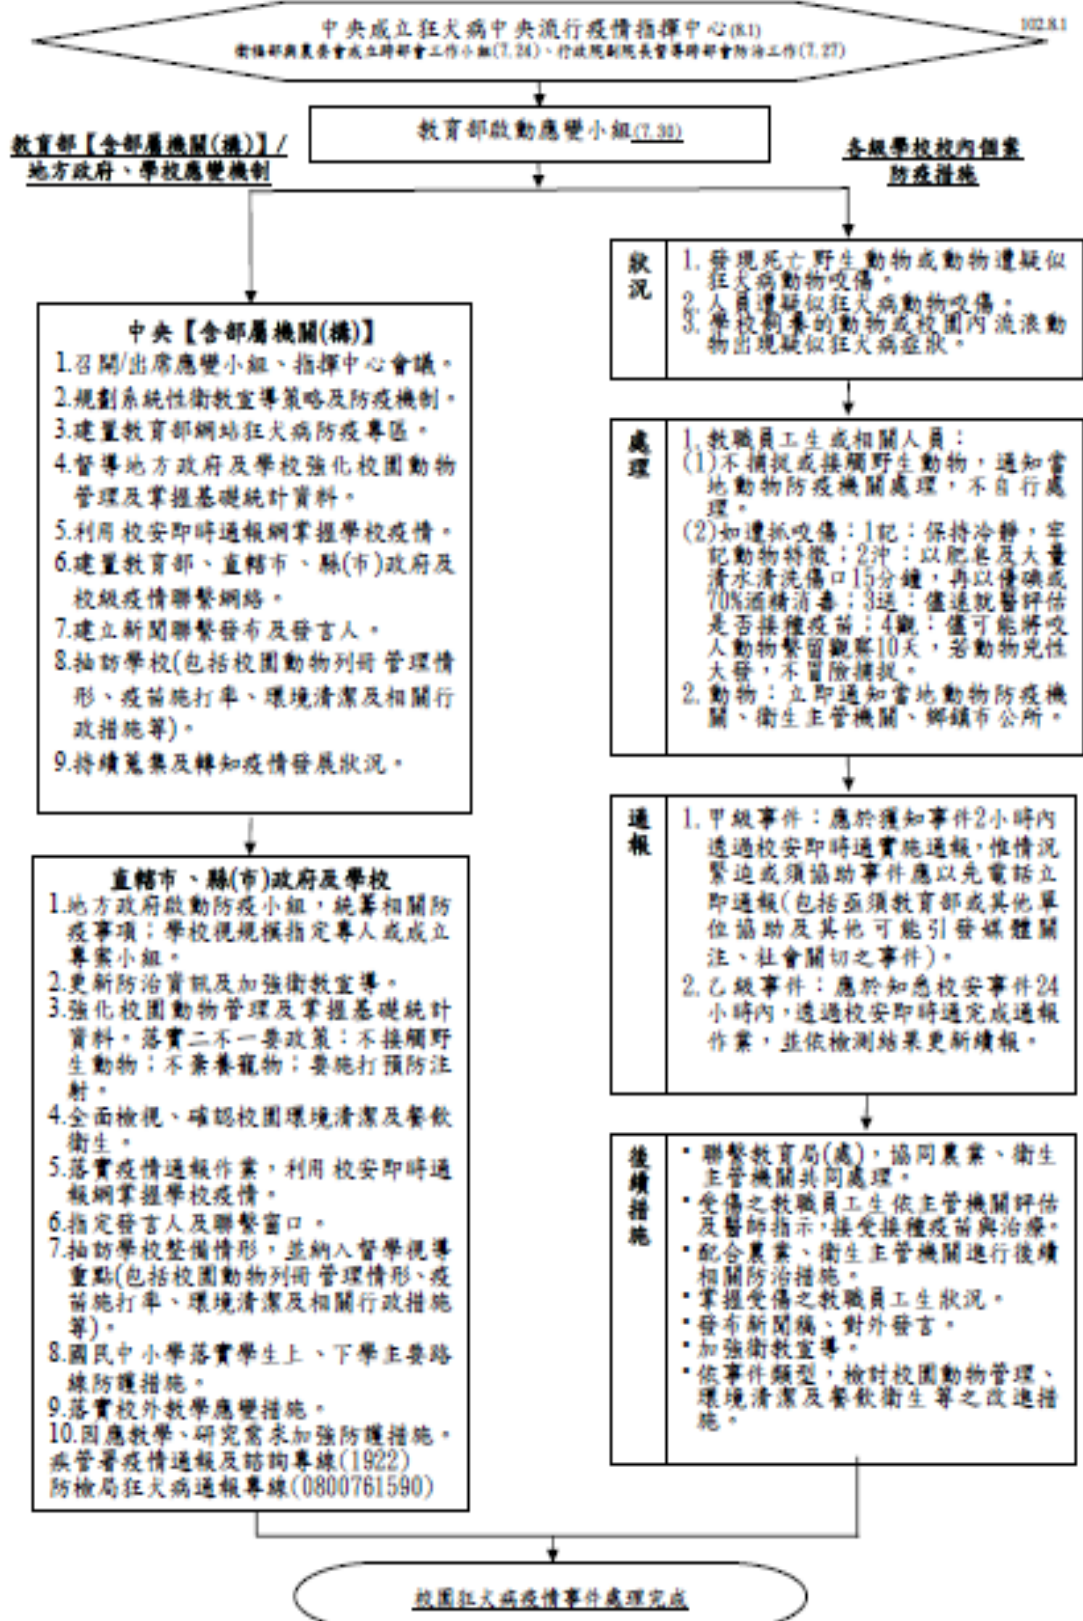 中央成立狂犬病中央流行疫情指揮中心(8.1)
衛福部與農委會成立跨部會工作小組(7.24)、行政院副院長督導跨部會防治工作(7.27)
102.8.1
教育部啟動應變小組(7.30)
教育部【含部屬機關(構)】/
地方政府、學校應變機制
各級學校校內個案
防疫措施
中央【含部屬機關(構)】
1.召開/出席應變小組、指揮中心會議。
2.規劃系統性衛教宣導策略及防疫機制。
3.建置教育部網站狂犬病防疫專區。
4.督導地方政府及學校強化校園動物
管理及掌握基礎統計資料。
5.利用校安即時通報網掌握學校疫情。
6.建置教育部、直轄市、縣(市)政府及
校級疫情聯繫網絡。
7.建立新聞聯繫發布及發言人。
8.抽訪學校(包括校園動物列冊管理情
形、疫苗施打率、環境清潔及相關行
政措施等)。
9.持續蒐集及轉知疫情發展狀況。
直轄市、縣(市)政府及學校
1.地方政府啟動防疫小組，統籌相關防
疫事項；學校視規模指定專人或成立
專案小組。
2.更新防治資訊及加強衛教宣導。
3.強化校園動物管理及掌握基礎統計
資料。落實二不一要政策：不接觸野
生動物；不棄養寵物；要施打預防注
射。
4.全面檢視、確認校園環境清潔及餐飲
衛生。
5.落實疫情通報作業，利用校安即時通
報網掌握學校疫情。
6.指定發言人及聯繫窗口。
7.抽訪學校整備情形，並納入督學視導
重點(包括校園動物列冊管理情形、疫
苗施打率、環境清潔及相關行政措施
等)。
8.國民中小學落實學生上、下學主要路
線防護措施。
9.落實校外教學應變措施。
10.因應教學、研究需求加強防護措施。
疾管署疫情通報及諮詢專線(1922)
防檢局狂犬病通報專線(0800761590)
狀況
1.發現死亡野生動物或動物遭疑似
狂犬病動物咬傷。
2.人員遭疑似狂犬病動物咬傷。
3.學校飼養的動物或校園內流浪動
物出現疑似狂犬病症狀。
處理
1.教職員工生或相關人員：
(1)不捕捉或接觸野生動物，通知當
地動物防疫機關處理，不自行處
理。
(2)如遭抓咬傷：1記：保持冷靜，牢
記動物特徵；2沖：以肥皂及大量
清水清洗傷口15分鐘，再以優碘或
70%酒精消毒；3送：儘速就醫評估
是否接種疫苗；4觀：儘可能將咬
人動物繫留觀察10天，若動物兇性
大發，不冒險捕捉。
2.動物：立即通知當地動物防疫機
關、衛生主管機關、鄉鎮市公所。
通報
1.甲級事件：應於獲知事件2小時內
透過校安即時通實施通報，惟情況
緊迫或須協助事件應以先電話立
即通報(包括亟須教育部或其他單
位協助及其他可能引發媒體關
注、社會關切之事件)。
2.乙級事件：應於知悉校安事件24
小時內，透過校安即時通完成通報
作業，並依檢測結果更新續報。
後續措施
▪聯繫教育局(處)，協同農業、衛生
主管機關共同處理。
▪受傷之教職員工生依主管機關評估
及醫師指示，接受接種疫苗與治療。
▪配合農業、衛生主管機關進行後續
相關防治措施。
▪掌握受傷之教職員工生狀況。
▪發布新聞稿、對外發言。
▪加強衛教宣導。
▪依事件類型，檢討校園動物管理、
環境清潔及餐飲衛生等之改進措
施。
校園狂犬病疫情事件處理完成